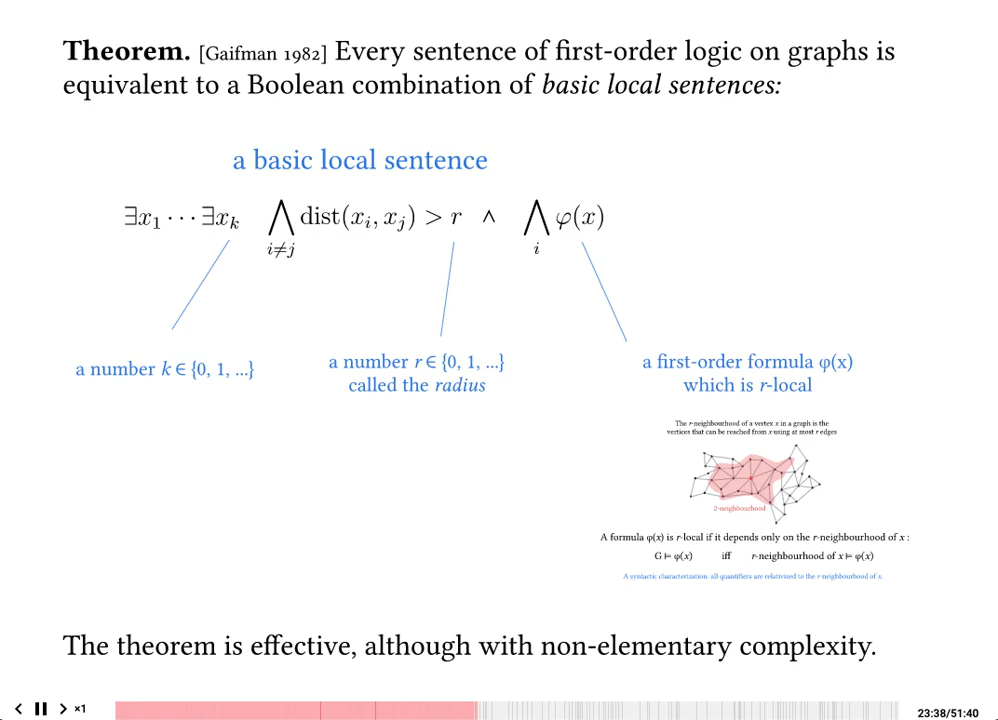 Theorem. [Gaifman 1982] Every sentence of first-order logic on graphs is
equivalent to a Boolean combination of basic local sentences:
a basic local sentence
∃x₁ ⋯ ∃xₖ ⋀ dist(xᵢ, xⱼ) > r ∧ ⋀ φ(x)
i≠j i
a number k ∈ {0, 1, ...}
a number r ∈ {0, 1, ...}
called the radius
a first-order formula φ(x)
which is r-local
The r-neighbourhood of a vertex x in a graph is the
vertices that can be reached from x using at most r edges
2-neighbourhood
A formula φ(x) is r-local if it depends only on the r-neighbourhood of x :
G ⊨ φ(x) iff r-neighbourhood of x ⊨ φ(x)
A syntactic characterization: all quantifiers are relativized to the r-neighbourhood of x.
The theorem is effective, although with non-elementary complexity.
×1
23:38/51:40